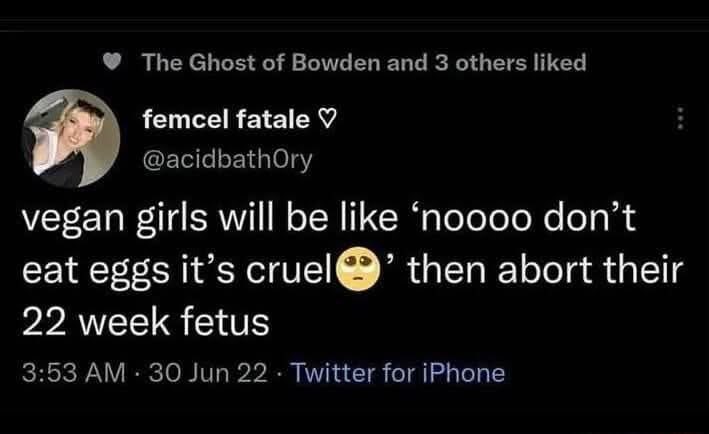 The Ghost of Bowden and 3 others liked
femcel fatale ♡
@acidbath0ry
vegan girls will be like ‘noooo don’t
eat eggs it’s cruel🥺’ then abort their
22 week fetus
3:53 AM · 30 Jun 22 · Twitter for iPhone